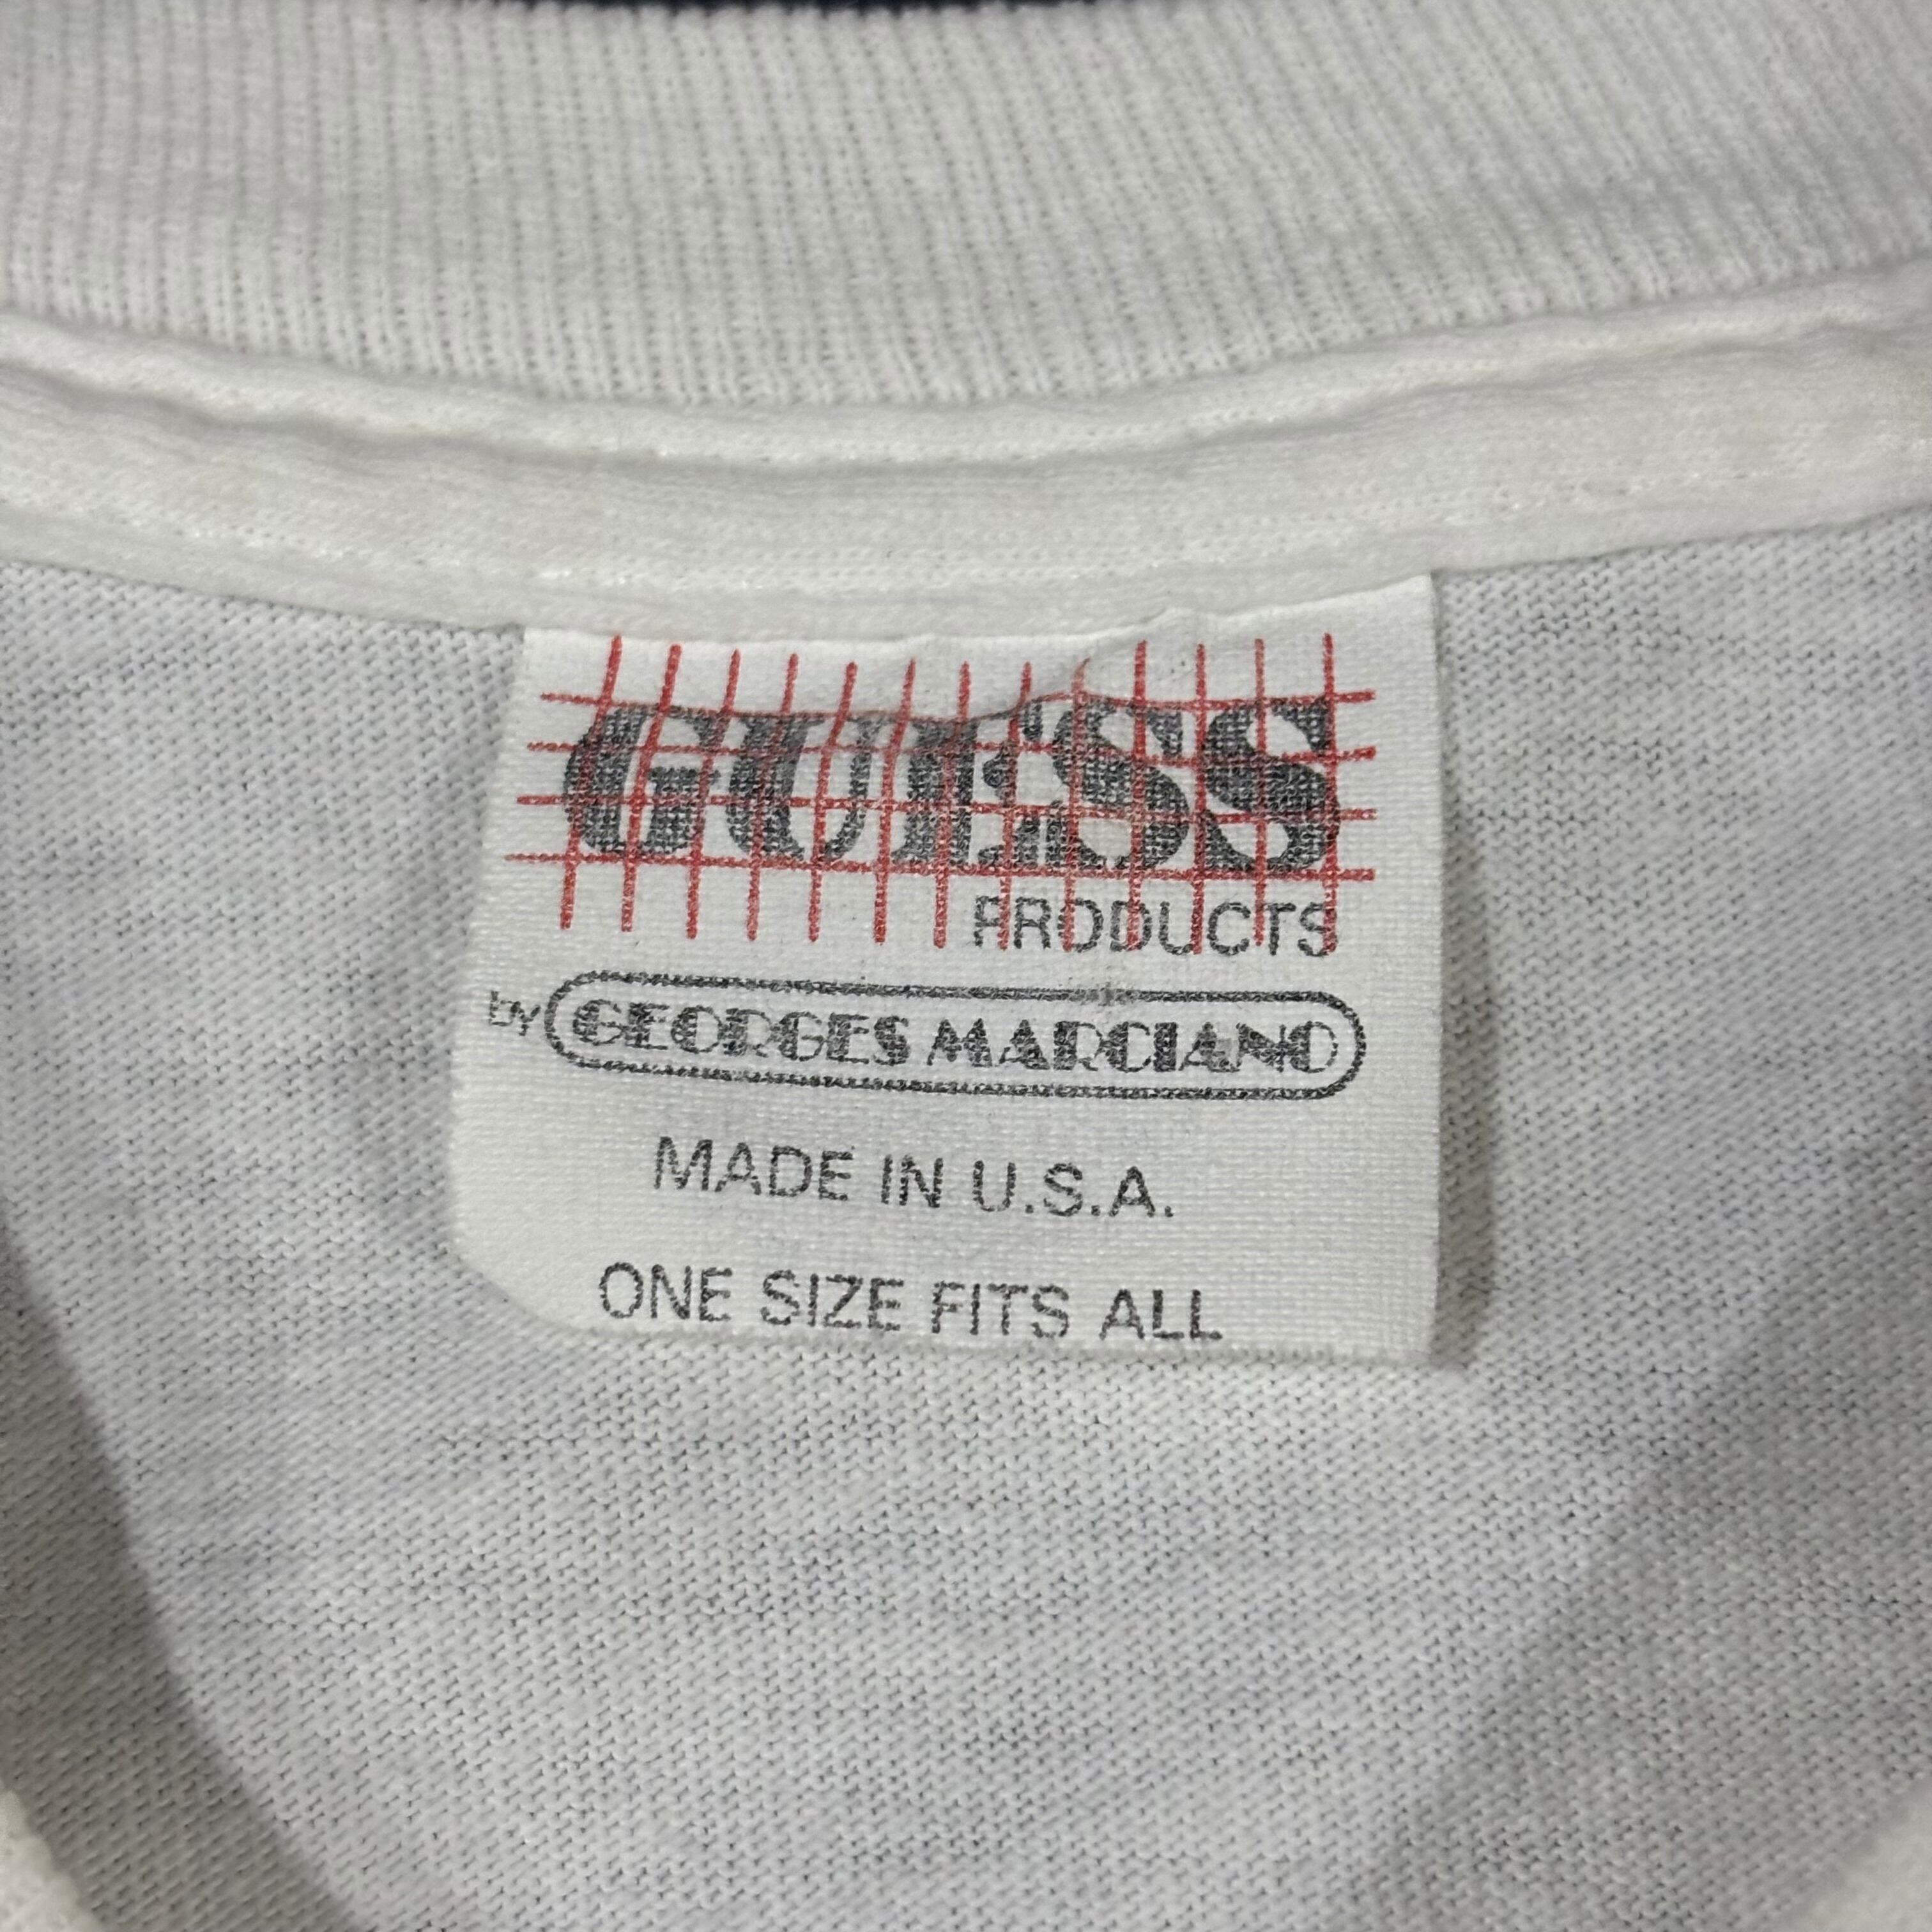 GUESS
PRODUCTS
by GEORGES MARCIANO
MADE IN U.S.A.
ONE SIZE FITS ALL